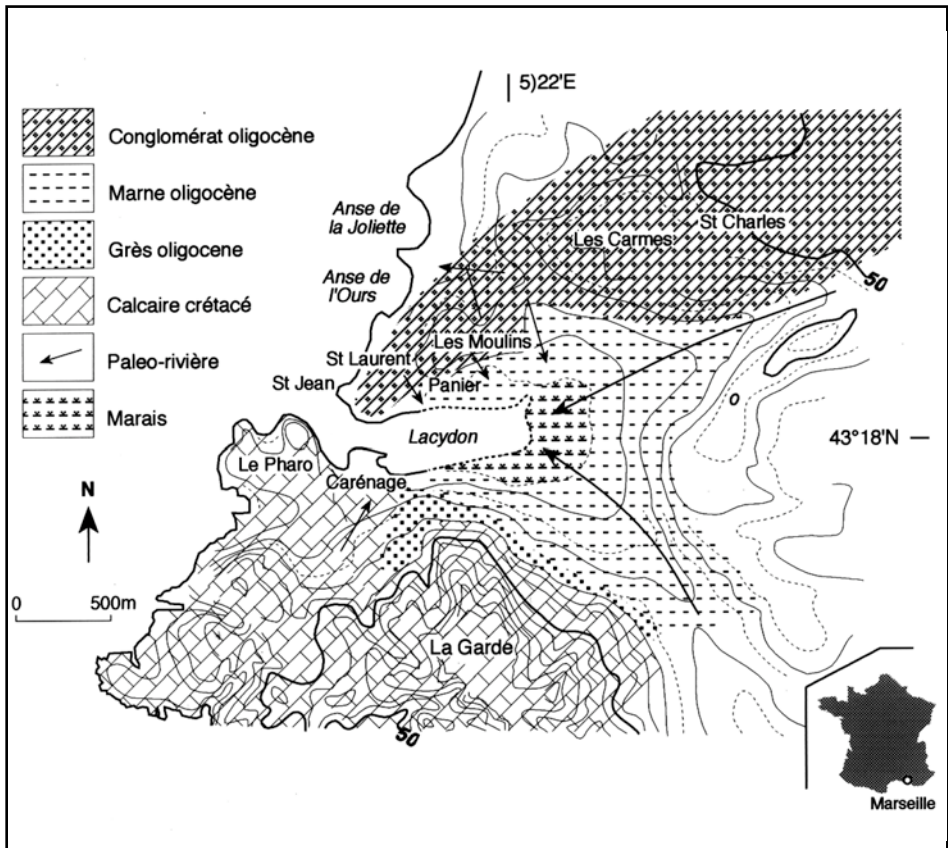 5)22'E
Conglomérat oligocène
Marne oligocène
Grès oligocene
Calcaire crétacé
Paleo-rivière
Marais
Anse de
la Joliette
Anse de
l'Ours
St Charles
Les Carmes
50
Les Moulins
St Laurent
Panier
St Jean
0
Lacydon
43°18'N
Le Pharo
Carénage
N
0 500m
La Garde
50
Marseille